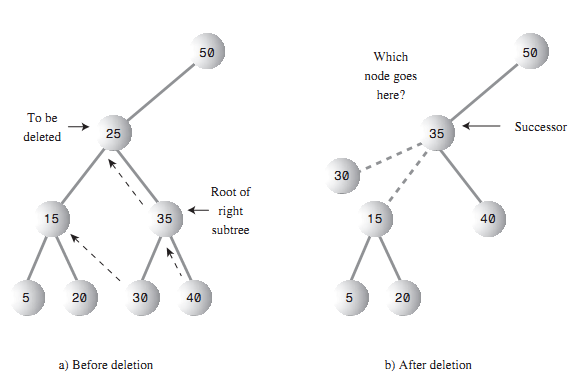 50
To be
deleted
25
15
35
Root of
right
subtree
5
20
30
40
a) Before deletion
Which
node goes
here?
50
35
Successor
30
15
40
5
20
b) After deletion